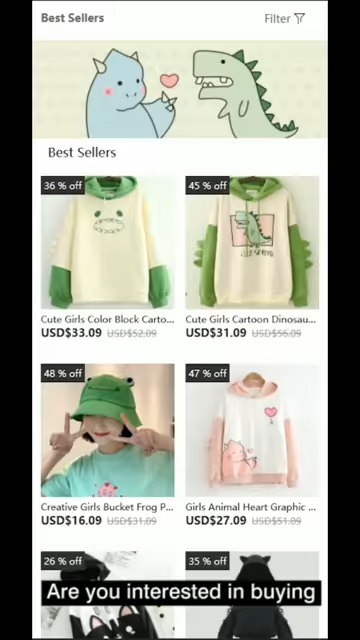 Best Sellers
Filter
Best Sellers
36 % off
45 % off
Cute Girls Color Block Carto...
Cute Girls Cartoon Dinosau...
USD$33.09 USD$52.09
USD$31.09 USD$56.09
48 % off
47 % off
Creative Girls Bucket Frog P...
Girls Animal Heart Graphic ...
USD$16.09 USD$31.09
USD$27.09 USD$51.09
26 % off
35 % off
Are you interested in buying